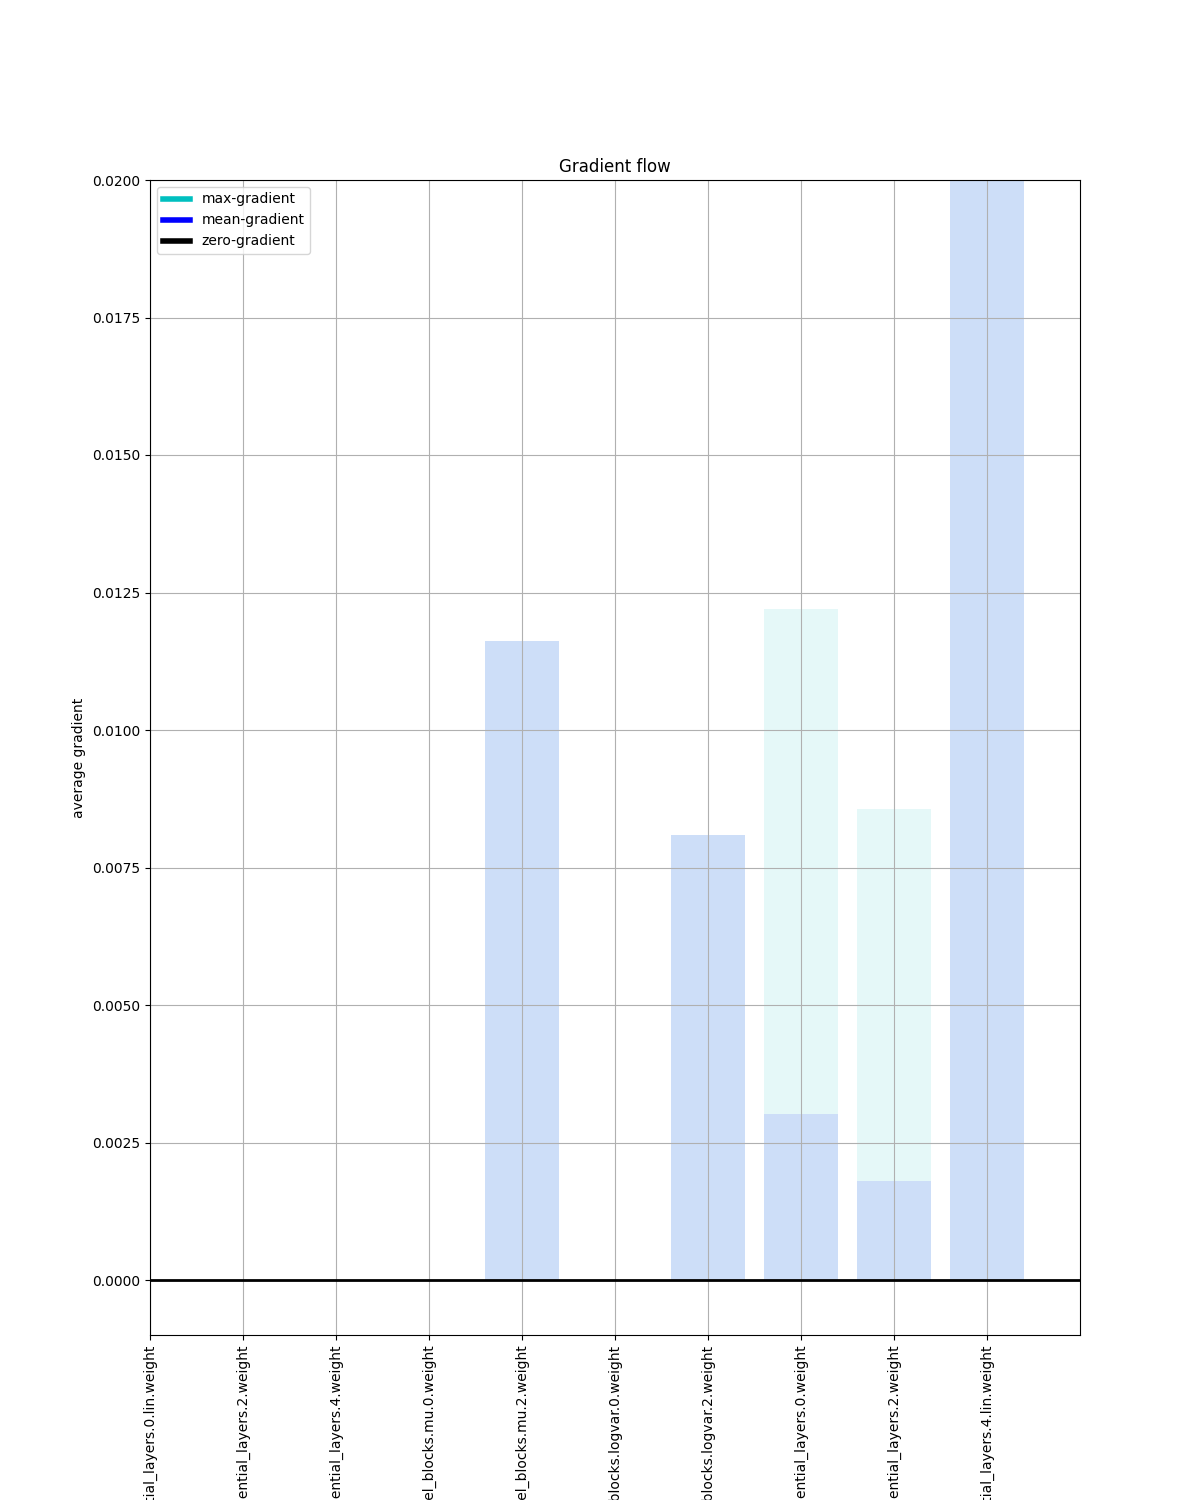 Gradient flow
max-gradient
mean-gradient
zero-gradient
0.0200
0.0175
0.0150
0.0125
0.0100
0.0075
0.0050
0.0025
0.0000
average gradient
tial_layers.0.lin.weight
ential_layers.2.weight
ential_layers.4.weight
el_blocks.mu.0.weight
el_blocks.mu.2.weight
blocks.logvar.0.weight
blocks.logvar.2.weight
ential_layers.0.weight
ential_layers.2.weight
tial_layers.4.lin.weight